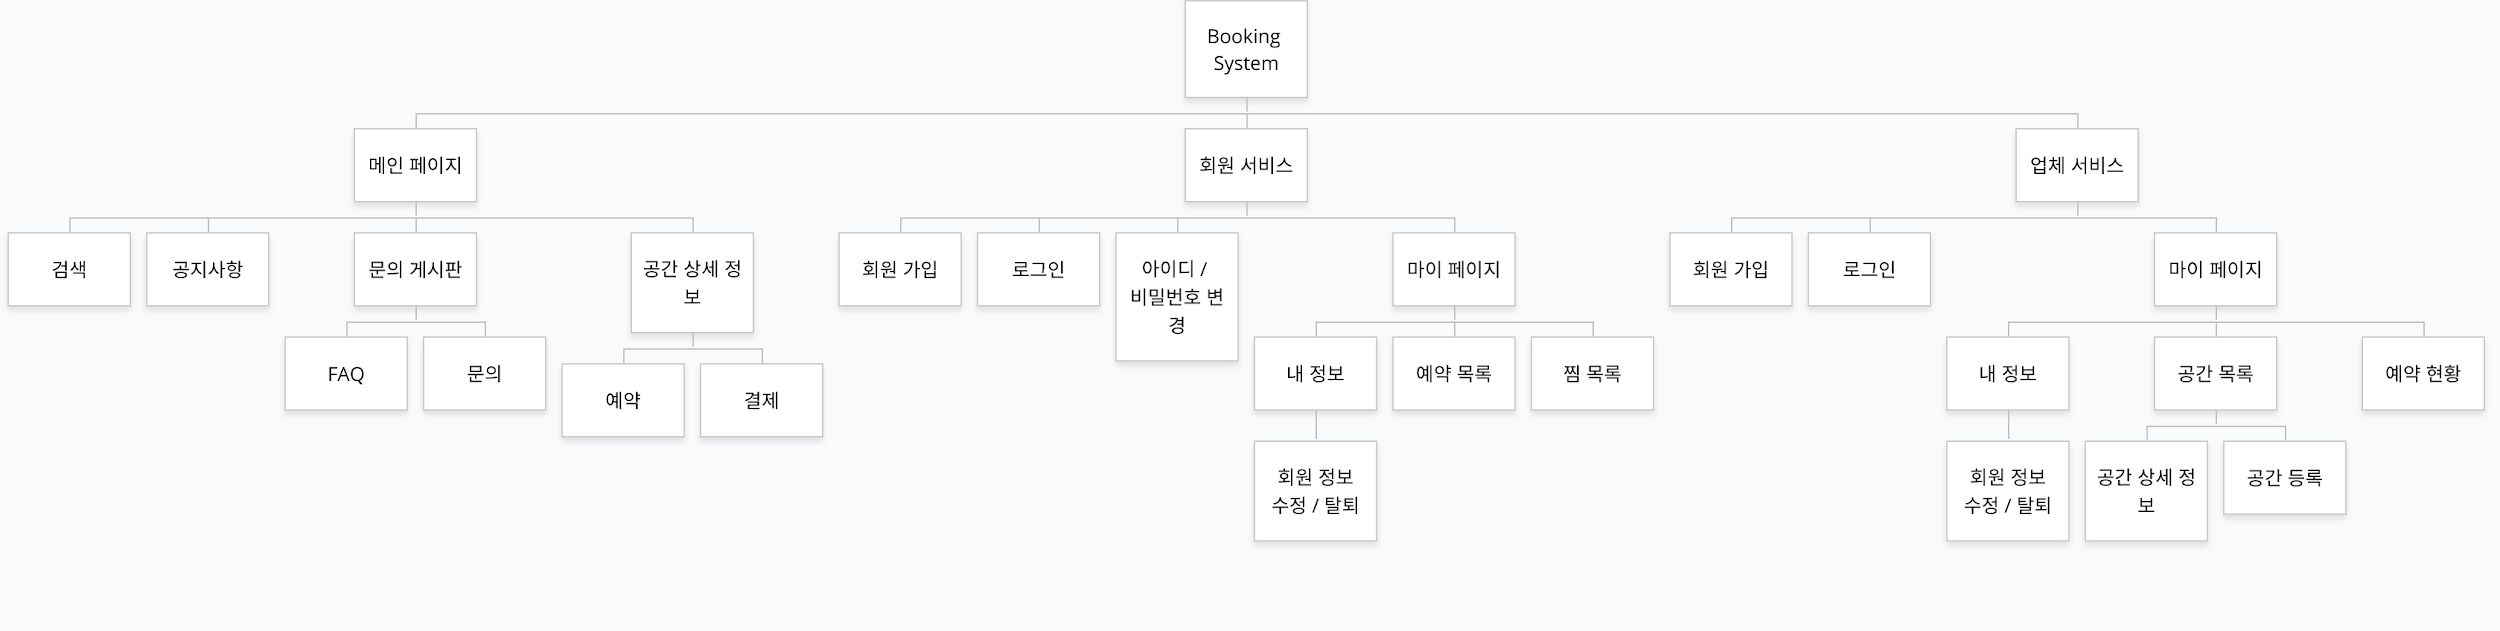 Booking
System
메인 페이지
회원 서비스
업체 서비스
검색
공지사항
문의 게시판
공간 상세 정
보
회원 가입
로그인
아이디 /
비밀번호 변
경
마이 페이지
회원 가입
로그인
마이 페이지
FAQ
문의
예약
결제
내 정보
예약 목록
찜 목록
내 정보
공간 목록
예약 현황
회원 정보
수정 / 탈퇴
회원 정보
수정 / 탈퇴
공간 상세 정
보
공간 등록